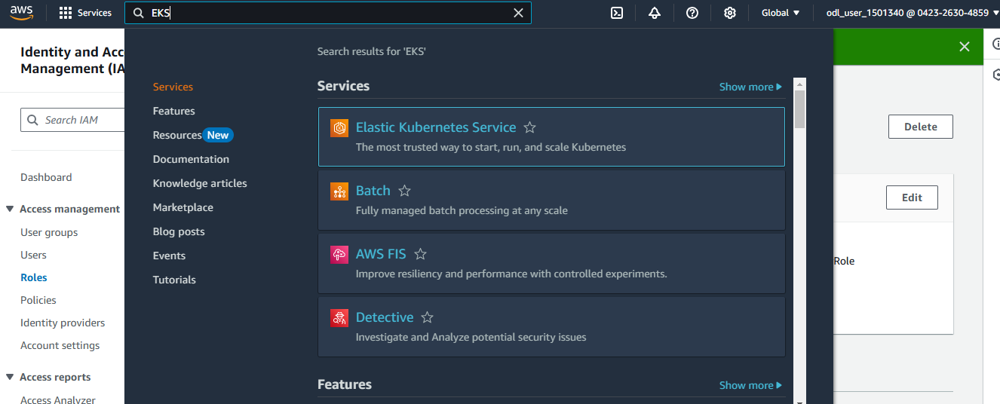 aws
Services
EKS
Global
odl_user_1501340 @ 0423-2630-4859
Identity and Acc
Management (IA
Search IAM
Dashboard
Access management
User groups
Users
Roles
Policies
Identity providers
Account settings
Access reports
Access Analyzer
Search results for 'EKS'
Services
Features
Resources New
Documentation
Knowledge articles
Marketplace
Blog posts
Events
Tutorials
Services
Show more
Elastic Kubernetes Service
The most trusted way to start, run, and scale Kubernetes
Batch
Fully managed batch processing at any scale
AWS FIS
Improve resiliency and performance with controlled experiments.
Detective
Investigate and Analyze potential security issues
Features
Show more
Delete
Edit
Role